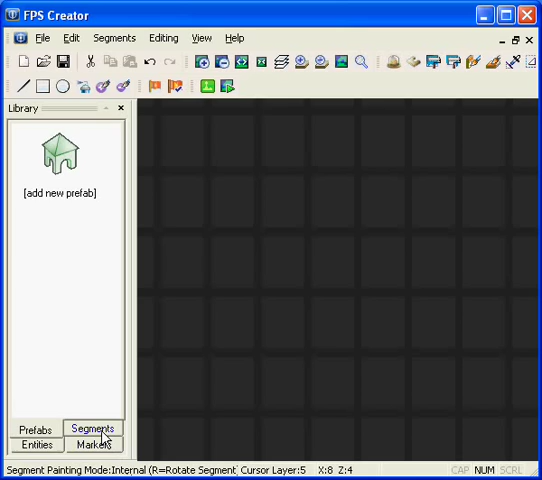 FPS Creator
File Edit Segments Editing View Help
Library
[add new prefab]
Prefabs Segments
Entities Markers
Segment Painting Mode:Internal (R=Rotate Segment) Cursor Layer:5 X:8 Z:4 CAP NUM SCRL